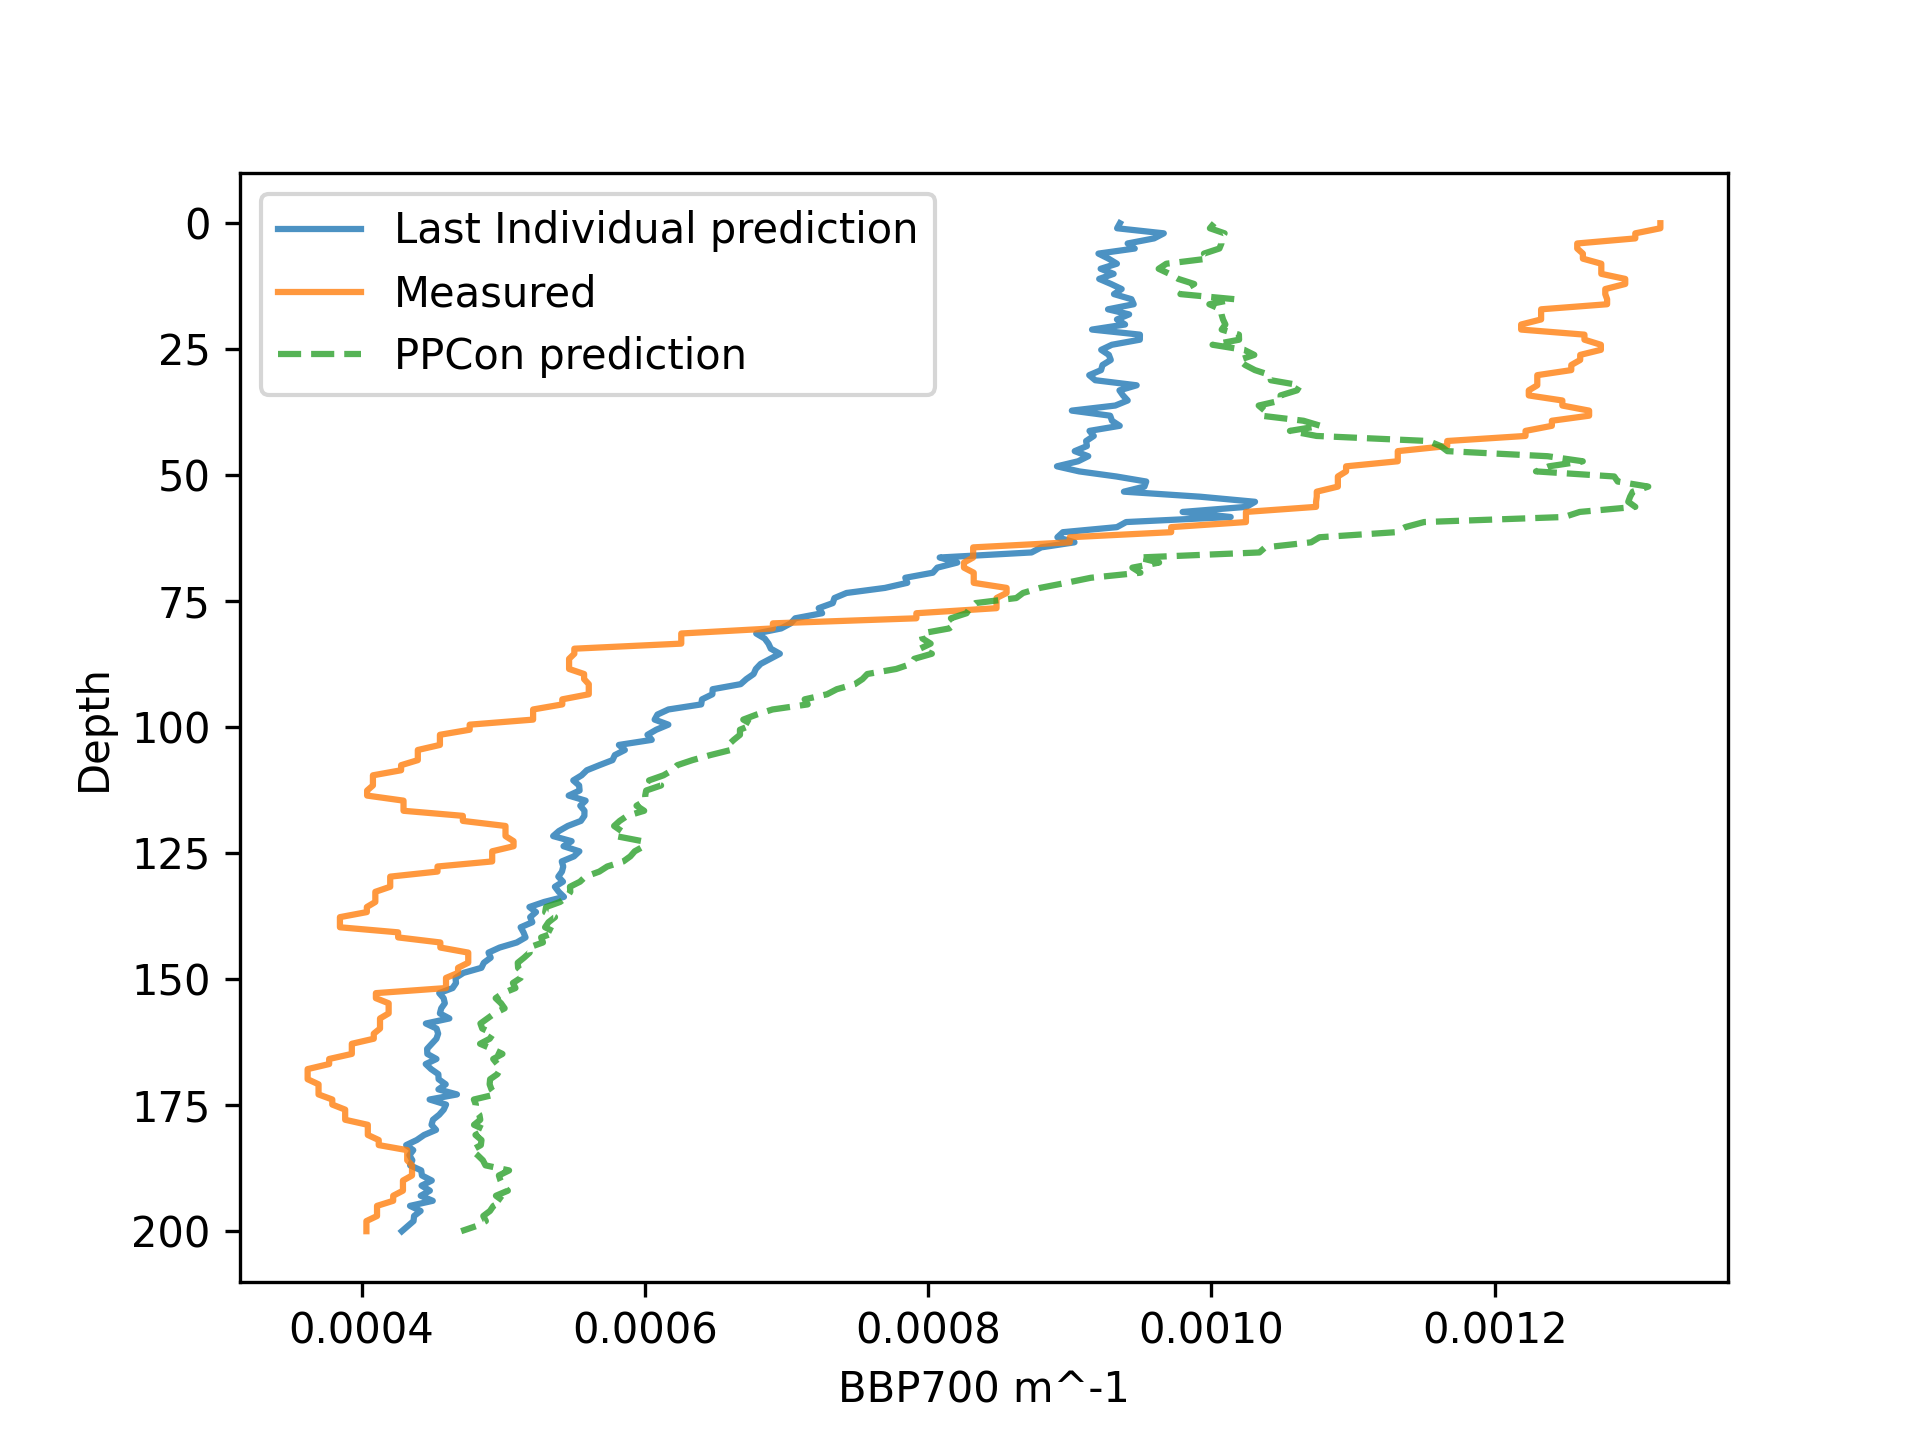 Last Individual prediction
Measured
PPCon prediction
0
25
50
75
100
125
150
175
200
Depth
0.0004 0.0006 0.0008 0.0010 0.0012
BBP700 m^-1